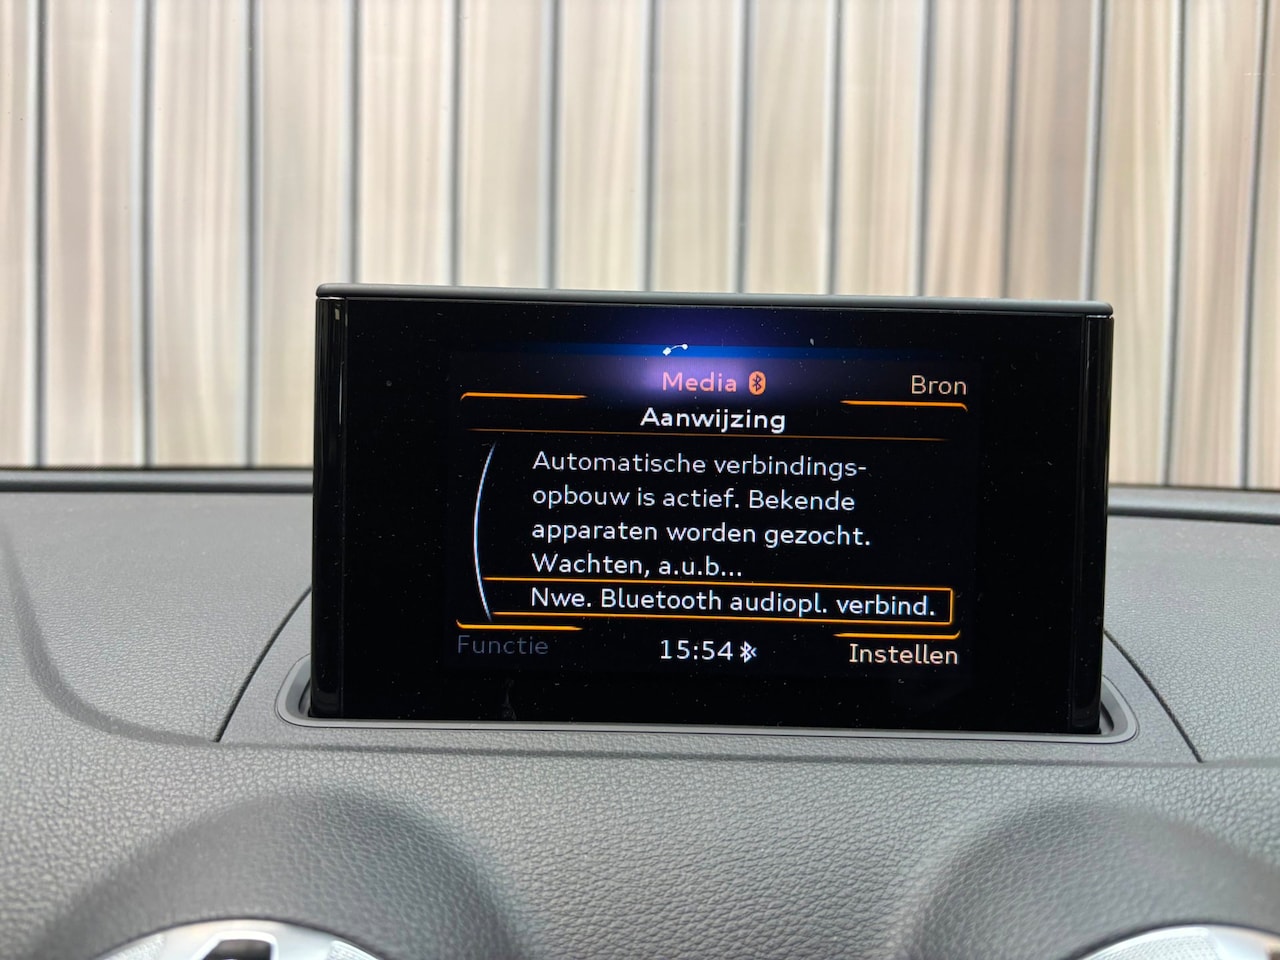 Media
Bron
Aanwijzing
Automatische verbindings-
opbouw is actief. Bekende
apparaten worden gezocht.
Wachten, a.u.b...
Nwe. Bluetooth audiopl. verbind.
Functie
15:54
Instellen